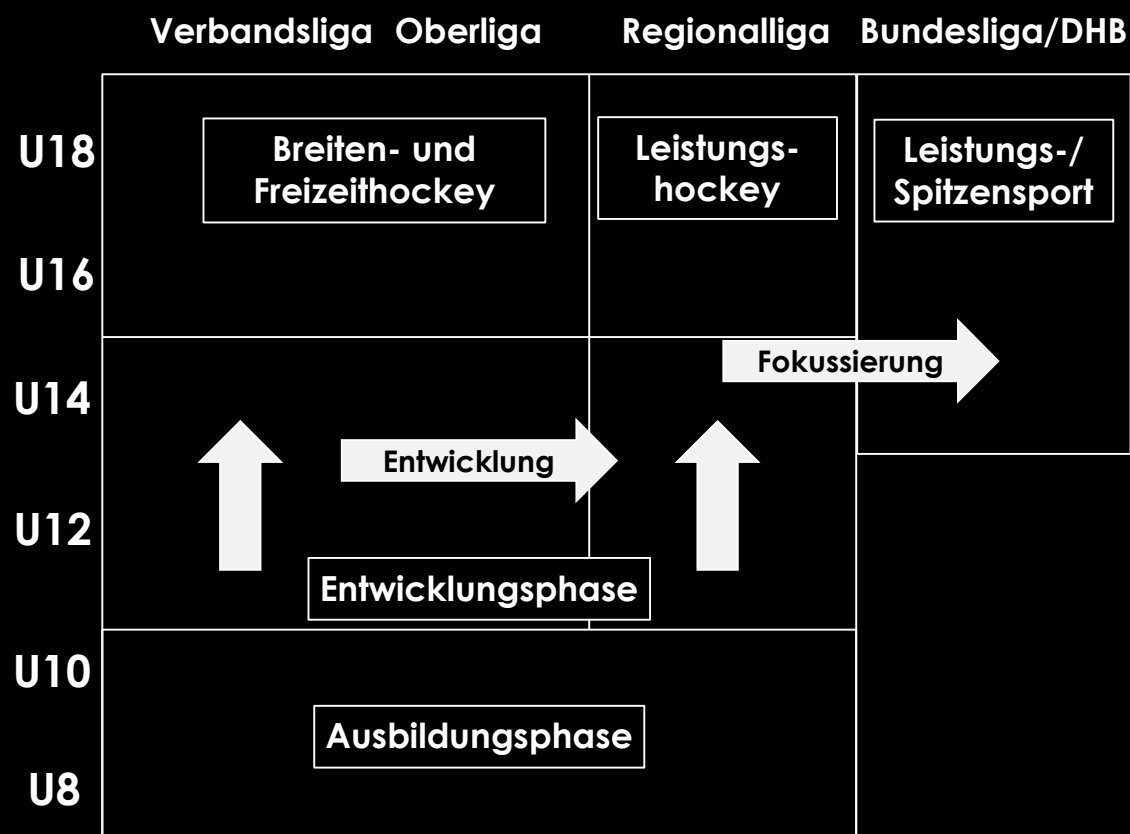 Verbandsliga Oberliga Regionalliga Bundesliga/DHB
U18
Breiten- und
Freizeithockey
Leistungs-
hockey
Leistungs-/
Spitzensport
U16
Fokussierung
U14
Entwicklung
U12
Entwicklungsphase
U10
Ausbildungsphase
U8